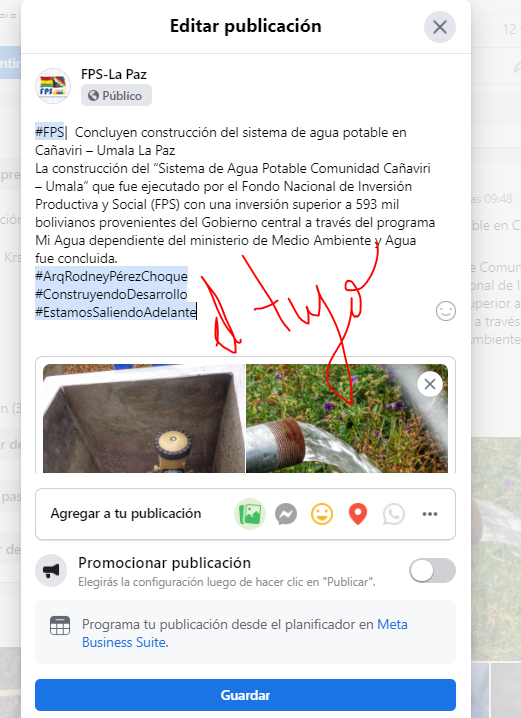 Editar publicación
FPS-La Paz
Público
#FPS| Concluyen construcción del sistema de agua potable en
Cañaviri – Umala La Paz
La construcción del “Sistema de Agua Potable Comunidad Cañaviri
– Umala” que fue ejecutado por el Fondo Nacional de Inversión
Productiva y Social (FPS) con una inversión superior a 593 mil
bolivianos provenientes del Gobierno central a través del programa
Mi Agua dependiente del ministerio de Medio Ambiente y Agua
fue concluida.
#ArqRodneyPérezChoque
#ConstruyendoDesarrollo
#EstamosSaliendoAdelante
el tuyo
Agregar a tu publicación
Promocionar publicación
Elegirás la configuración luego de hacer clic en "Publicar".
Programa tu publicación desde el planificador en Meta
Business Suite.
Guardar